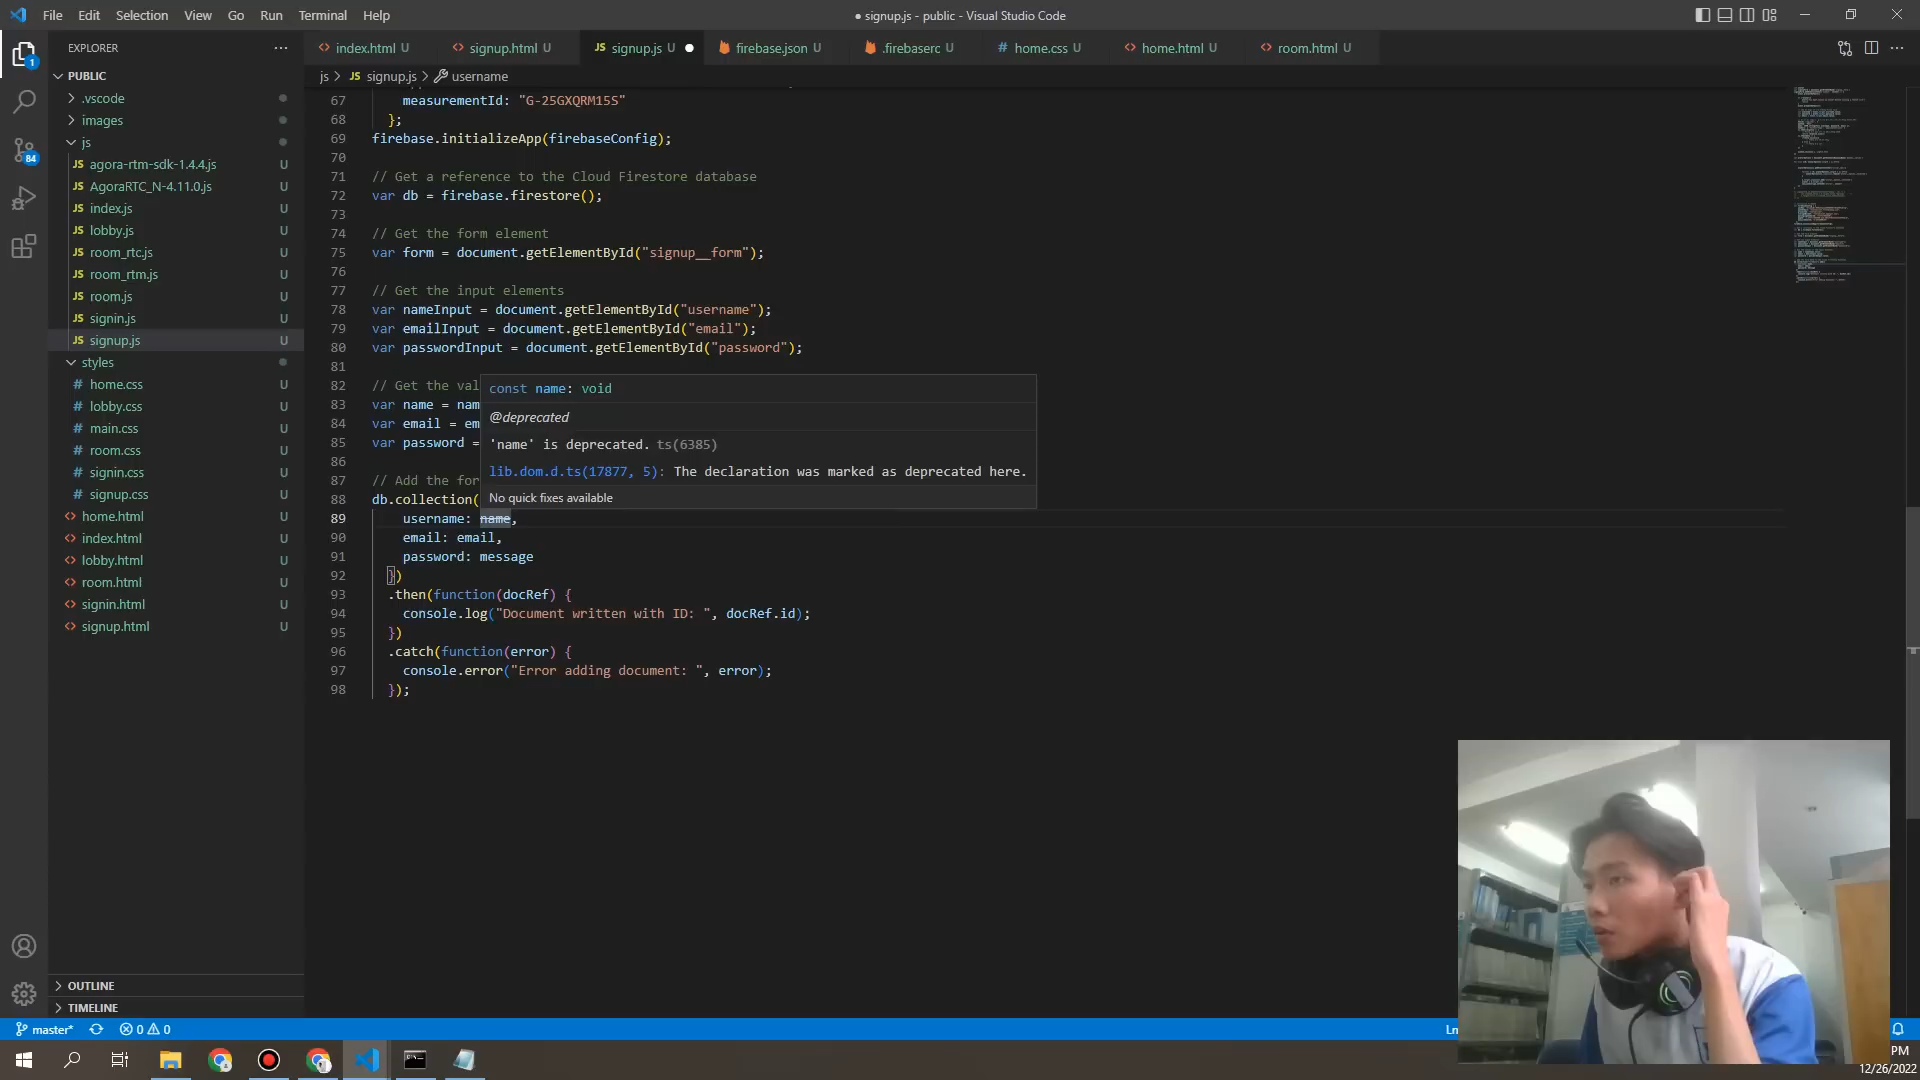 File Edit Selection View Go Run Terminal Help
● signup.js - public - Visual Studio Code
EXPLORER
index.html U
signup.html U
JS signup.js U
firebase.json U
.firebaserc U
# home.css U
home.html U
room.html U
PUBLIC
js > JS signup.js > username
.vscode
images
js
JS agora-rtm-sdk-1.4.4.js U
JS AgoraRTC_N-4.11.0.js U
JS index.js U
JS lobby.js U
JS room_rtc.js U
JS room_rtm.js U
JS room.js U
JS signin.js U
JS signup.js U
styles
# home.css U
# lobby.css U
# main.css U
# room.css U
# signin.css U
# signup.css U
<> home.html U
<> index.html U
<> lobby.html U
<> room.html U
<> signin.html U
<> signup.html U
OUTLINE
TIMELINE
67 measurementId: "G-25GXQRM15S"
68 };
69 firebase.initializeApp(firebaseConfig);
70
71 // Get a reference to the Cloud Firestore database
72 var db = firebase.firestore();
73
74 // Get the form element
75 var form = document.getElementById("signup__form");
76
77 // Get the input elements
78 var nameInput = document.getElementById("username");
79 var emailInput = document.getElementById("email");
80 var passwordInput = document.getElementById("password");
81
82 // Get the val
83 var name = nam
84 var email = em
85 var password =
86
87 // Add the for
88 db.collection(
89 username: name,
90 email: email,
91 password: message
92 })
93 .then(function(docRef) {
94 console.log("Document written with ID: ", docRef.id);
95 })
96 .catch(function(error) {
97 console.error("Error adding document: ", error);
98 });
const name: void
@deprecated
'name' is deprecated. ts(6385)
lib.dom.d.ts(17877, 5): The declaration was marked as deprecated here.
No quick fixes available
1
84
master* 0 0
Ln
PM
12/26/2022